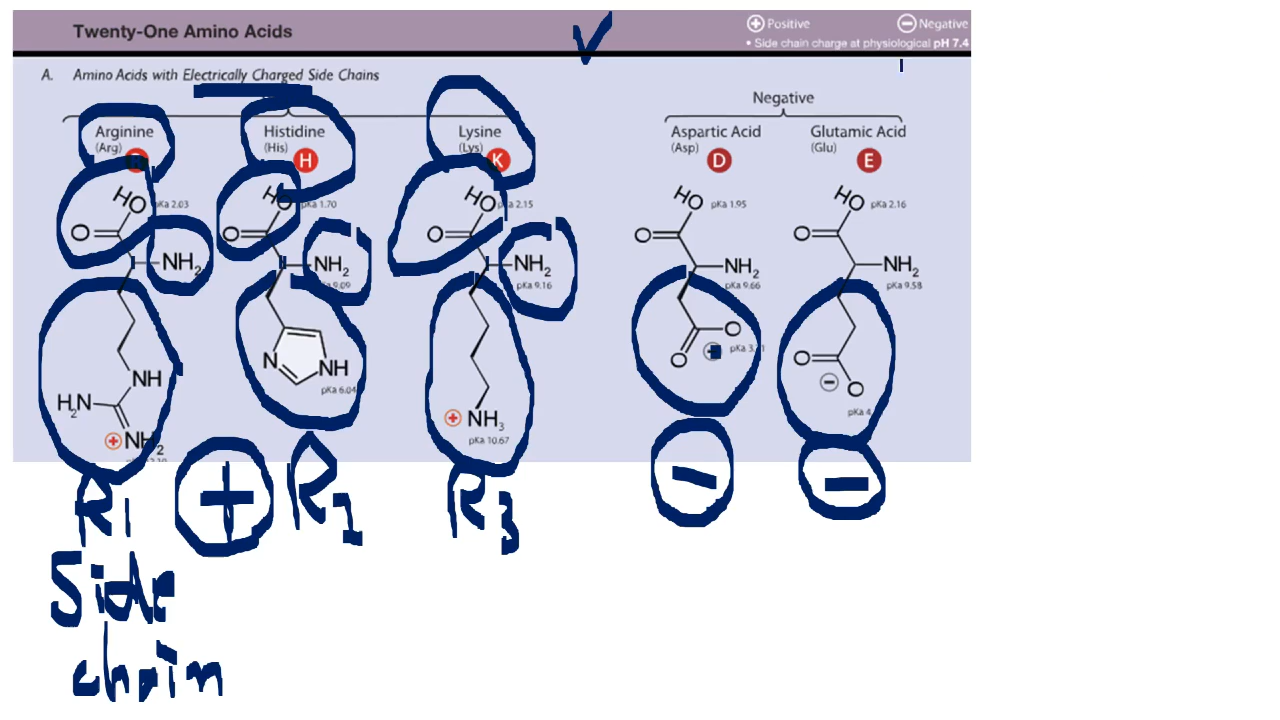 Twenty-One Amino Acids
+ Positive
− Negative
• Side chain charge at physiological pH 7.4
A. Amino Acids with Electrically Charged Side Chains
Negative
Arginine
(Arg)
Histidine
(His)
H
Lysine
(Lys)
K
Aspartic Acid
(Asp)
D
Glutamic Acid
(Glu)
E
HO
pKa 2.03
O
NH2
NH
H2N
+ NH2
HO
pKa 1.70
O
NH2
N
NH
pKa 6.04
HO
pKa 2.15
O
NH2
pKa 9.16
+ NH3
pKa 10.67
HO
pKa 1.95
O
NH2
pKa 9.66
O
O
HO
pKa 2.16
O
NH2
pKa 9.58
O
− O
R1
+
R2
R3
−
−
Side
chain